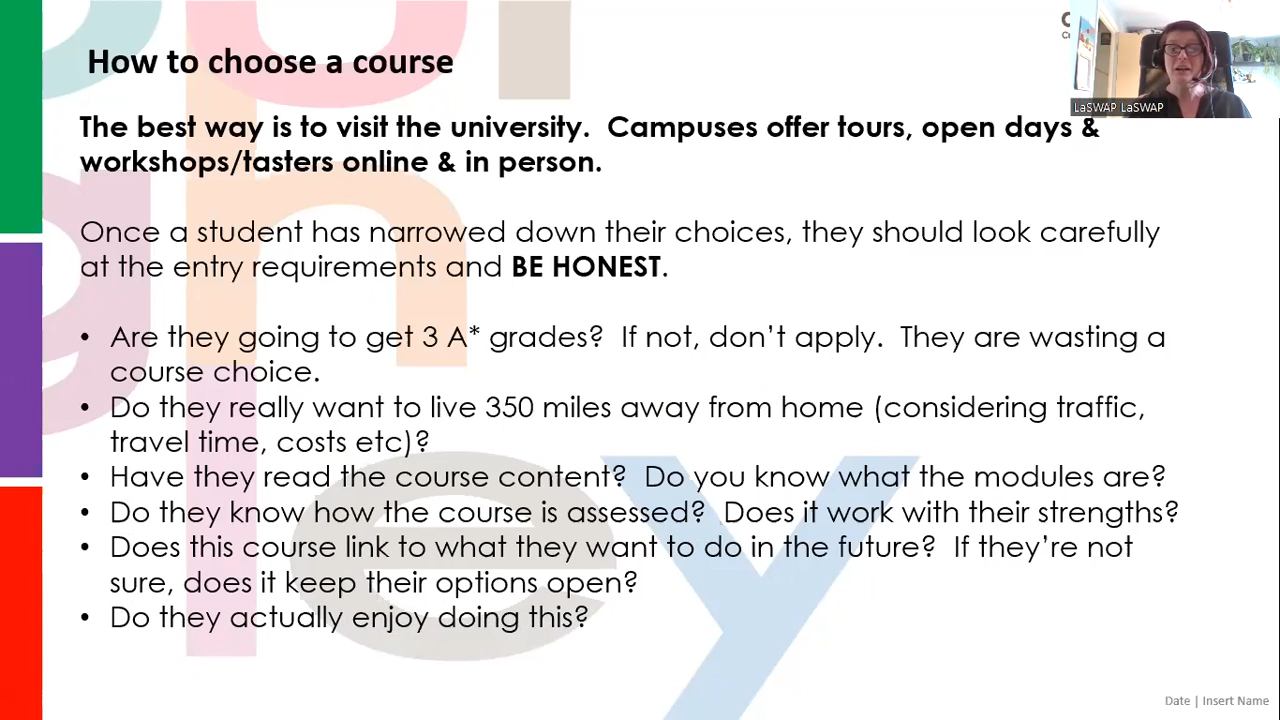 How to choose a course
The best way is to visit the university.  Campuses offer tours, open days &
workshops/tasters online & in person.
Once a student has narrowed down their choices, they should look carefully
at the entry requirements and BE HONEST.
• Are they going to get 3 A* grades?  If not, don't apply.  They are wasting a
course choice.
• Do they really want to live 350 miles away from home (considering traffic,
travel time, costs etc)?
• Have they read the course content?  Do you know what the modules are?
• Do they know how the course is assessed?  Does it work with their strengths?
• Does this course link to what they want to do in the future?  If they're not
sure, does it keep their options open?
• Do they actually enjoy doing this?
LaSWAP LaSWAP
Date | Insert Name